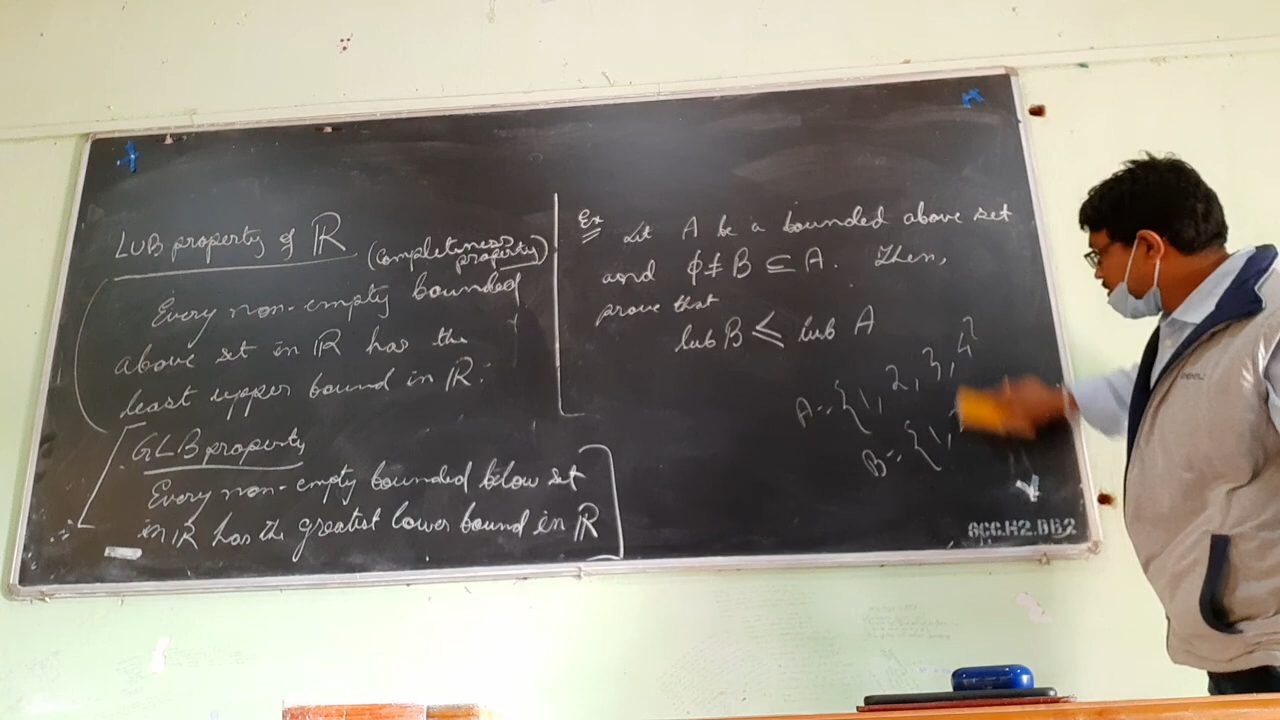 LUB property of ℝ
(completeness
property)
Every non-empty bounded
above set in ℝ has the
least upper bound in ℝ.
GLB property
Every non-empty bounded below set
in ℝ has the greatest lower bound in ℝ
Ex
Let A be a bounded above set
and ϕ ≠ B ⊆ A. Then,
prove that
lub B ≤ lub A
A = {1, 2, 3, 4}
B = {1,
GCC.H2.BB2